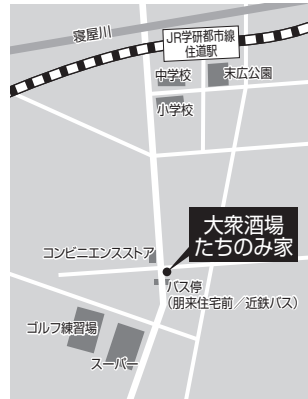 寝屋川
JR学研都市線
住道駅
中学校
末広公園
小学校
大衆酒場
たちのみ家
コンビニエンスストア
バス停
（朋来住宅前／近鉄バス）
ゴルフ練習場
スーパー